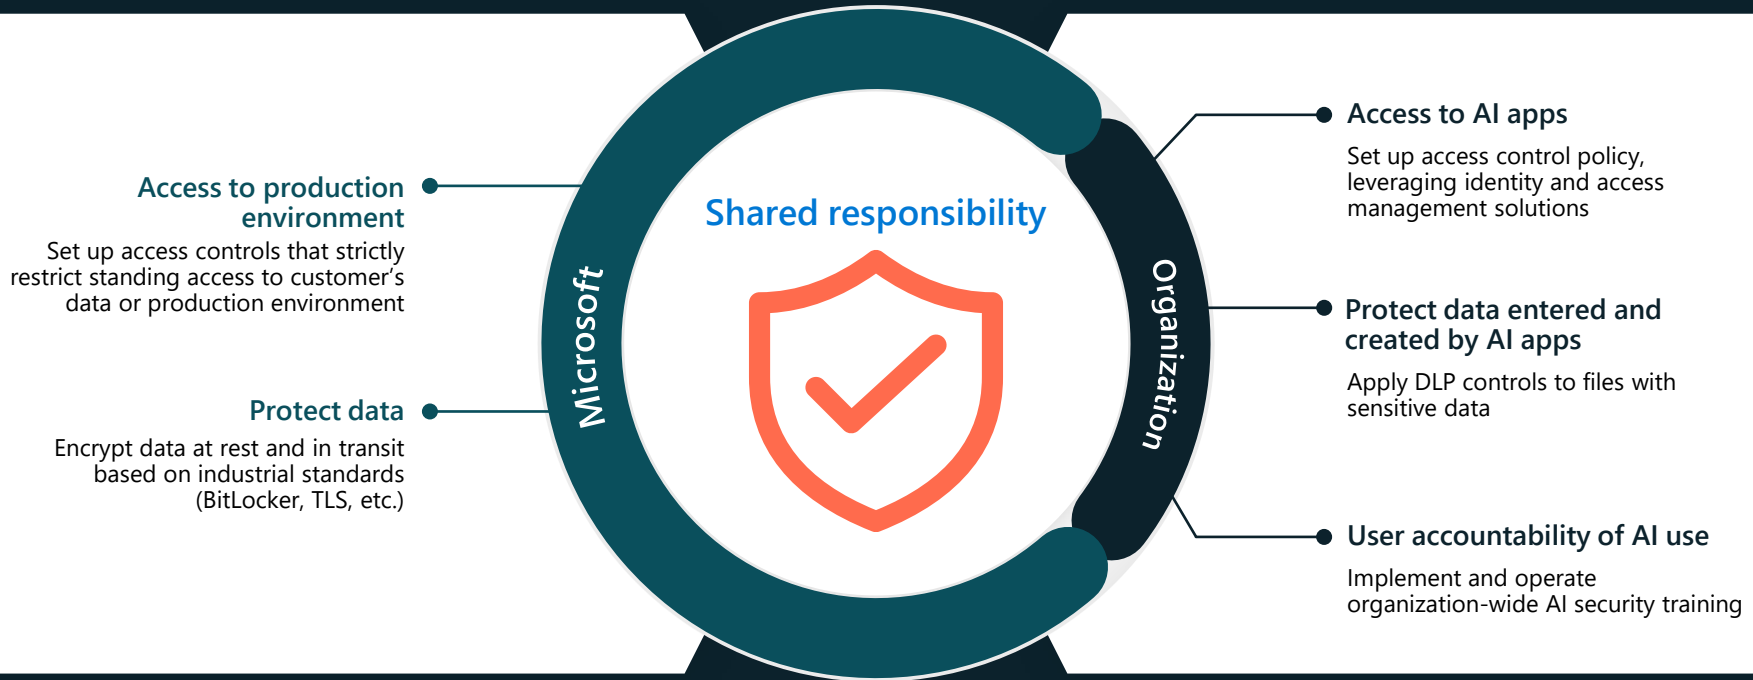 Shared responsibility
Microsoft
Access to production
environment
Set up access controls that strictly
restrict standing access to customer’s
data or production environment
Protect data
Encrypt data at rest and in transit
based on industrial standards
(BitLocker, TLS, etc.)
Organization
Access to AI apps
Set up access control policy,
leveraging identity and access
management solutions
Protect data entered and
created by AI apps
Apply DLP controls to files with
sensitive data
User accountability of AI use
Implement and operate
organization-wide AI security training